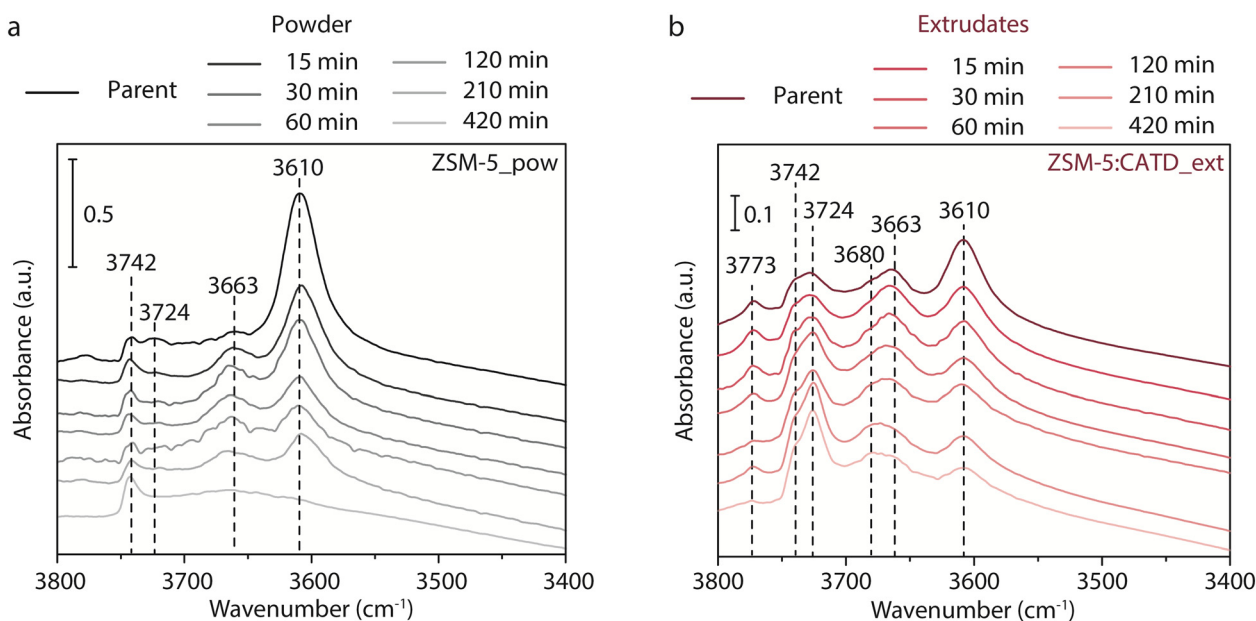 a
Powder
Parent
15 min
30 min
60 min
120 min
210 min
420 min
ZSM-5_pow
0.5
3742
3724
3663
3610
Absorbance (a.u.)
3800
3700
3600
3500
3400
Wavenumber (cm⁻¹)
b
Extrudates
Parent
15 min
30 min
60 min
120 min
210 min
420 min
ZSM-5:CATD_ext
0.1
3773
3742
3724
3680
3663
3610
Absorbance (a.u.)
3800
3700
3600
3500
3400
Wavenumber (cm⁻¹)